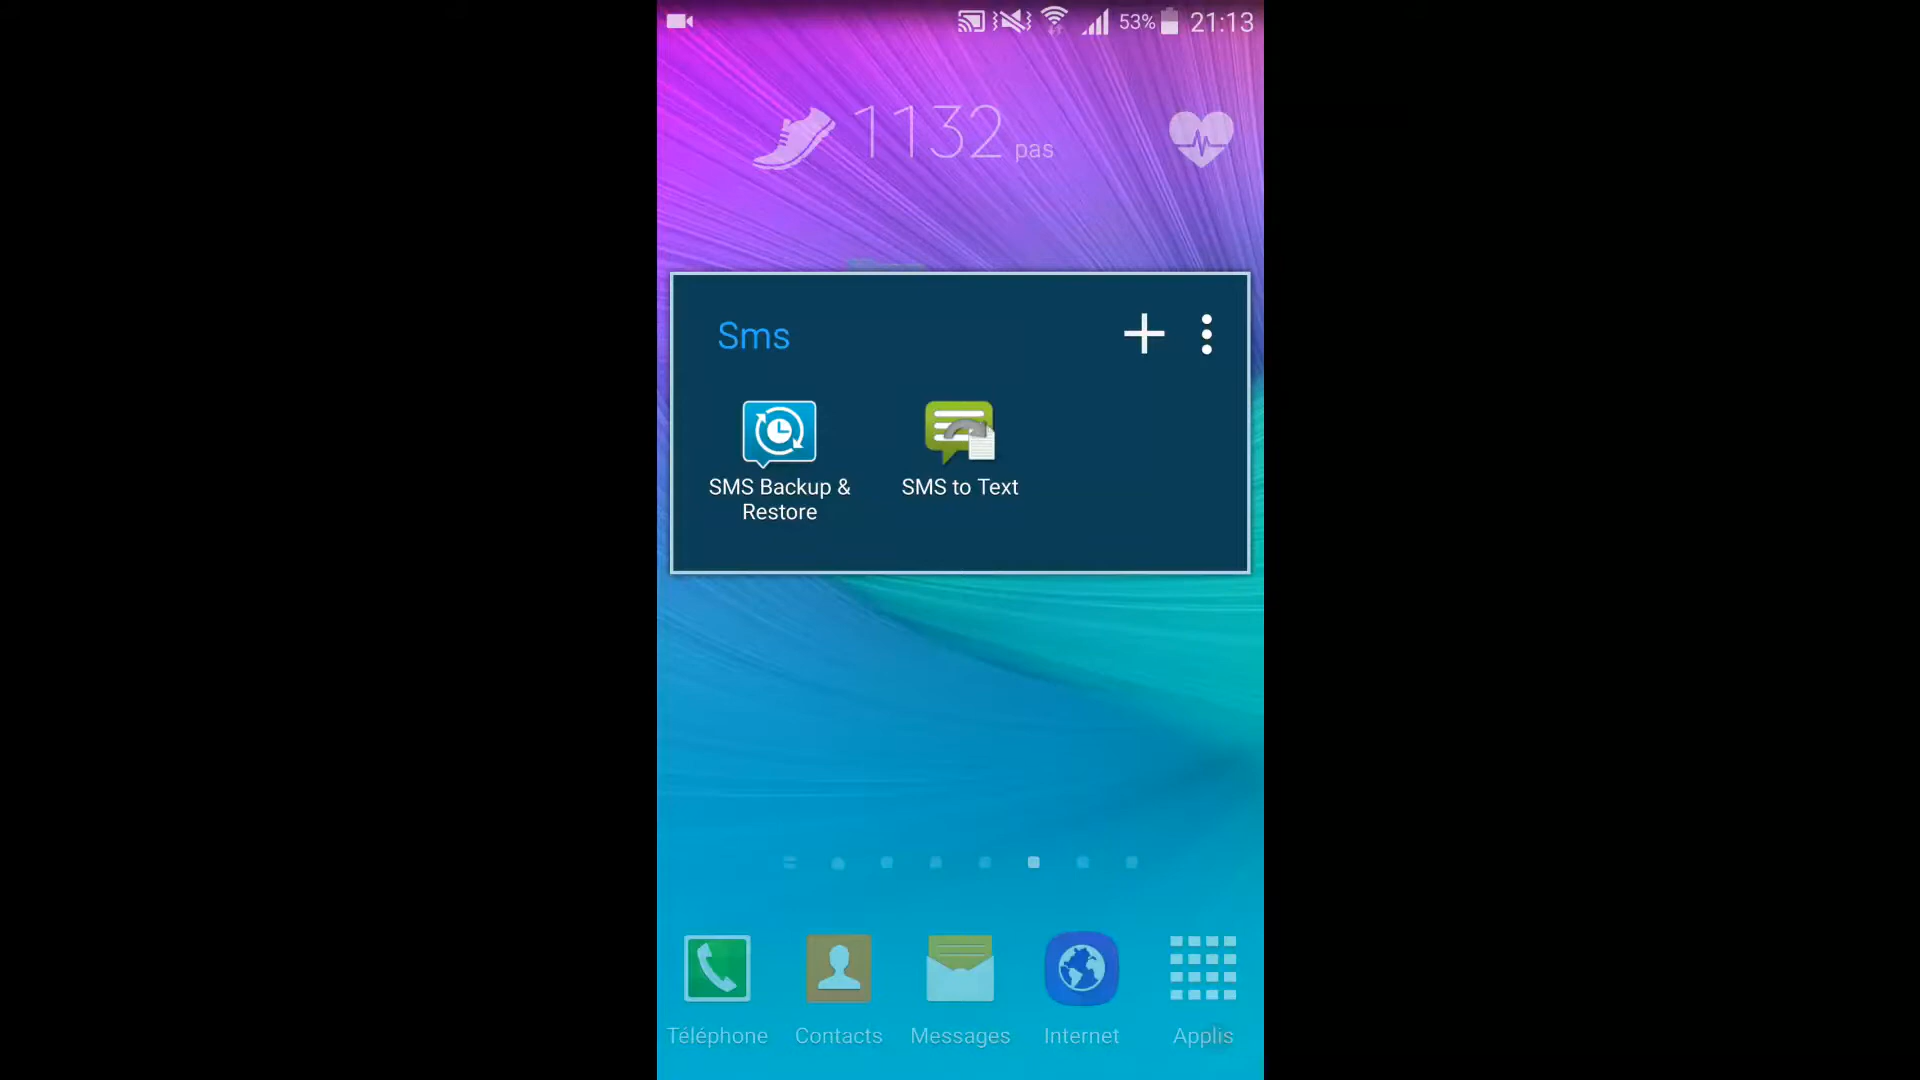 53% 21:13
1132 pas
Sms
SMS Backup &
Restore
SMS to Text
Téléphone Contacts Messages Internet Applis